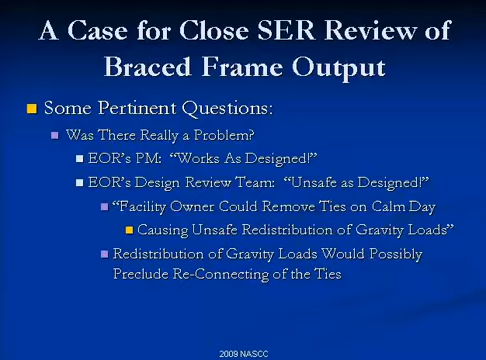 A Case for Close SER Review of
Braced Frame Output
Some Pertinent Questions:
Was There Really a Problem?
EOR's PM: "Works As Designed!"
EOR's Design Review Team: "Unsafe as Designed!"
"Facility Owner Could Remove Ties on Calm Day
Causing Unsafe Redistribution of Gravity Loads"
Redistribution of Gravity Loads Would Possibly
Preclude Re-Connecting of the Ties
2009 NASCC